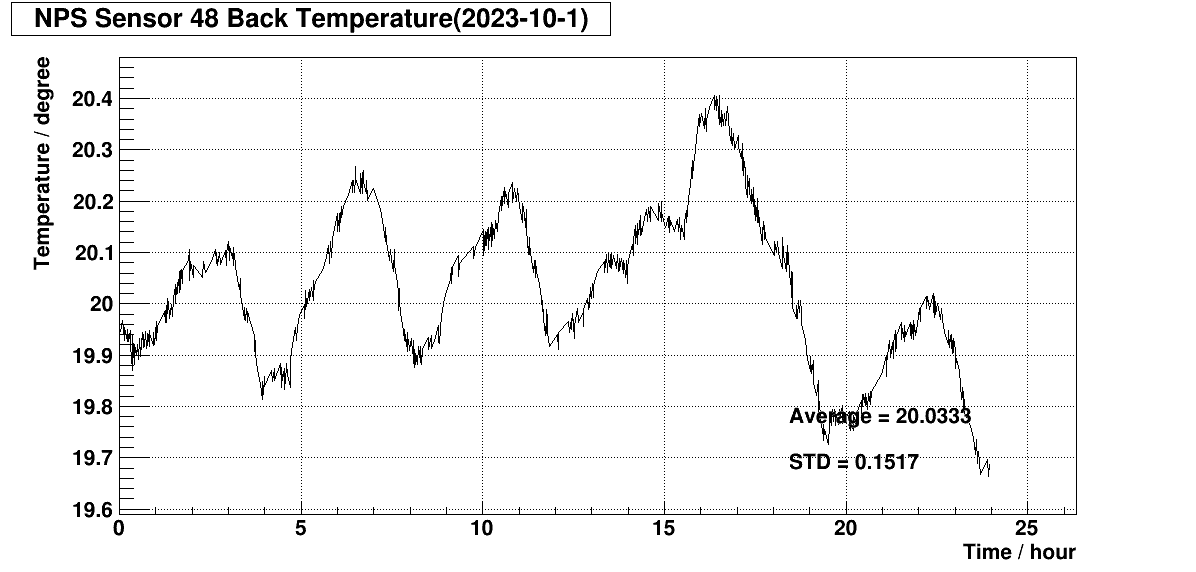 NPS Sensor 48 Back Temperature(2023-10-1)
Temperature / degree
20.4
20.3
20.2
20.1
20
19.9
19.8
19.7
19.6
Average = 20.0333
STD = 0.1517
0 5 10 15 20 25
Time / hour